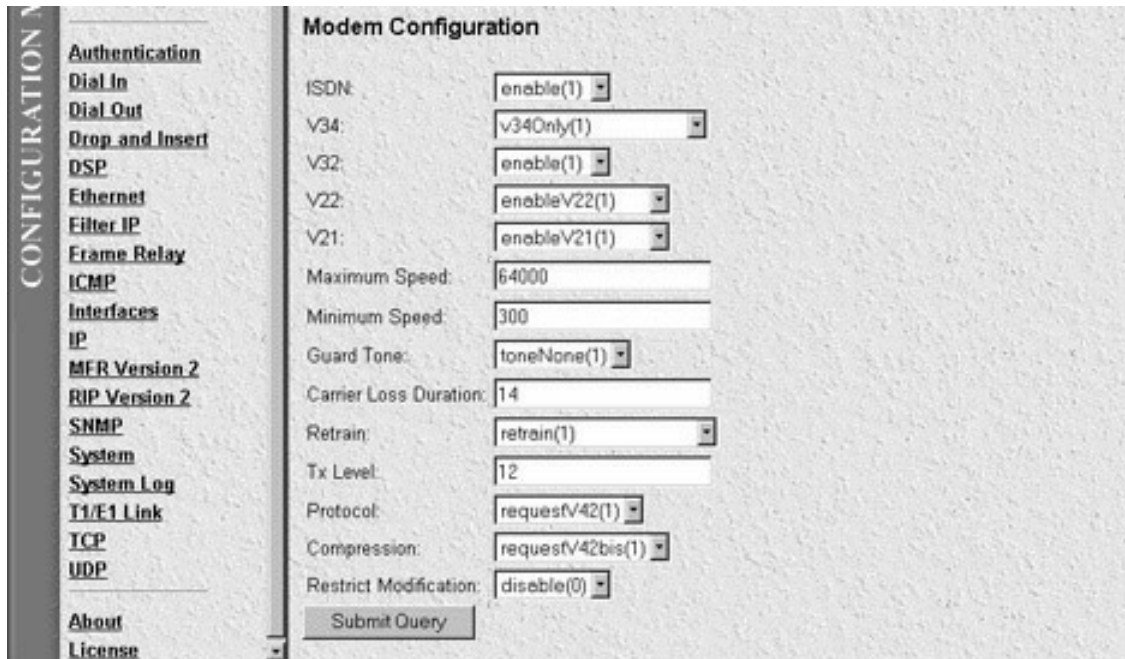 CONFIGURATION
Authentication
Dial In
Dial Out
Drop and Insert
DSP
Ethernet
Filter IP
Frame Relay
ICMP
Interfaces
IP
MFR Version 2
RIP Version 2
SNMP
System
System Log
T1/E1 Link
TCP
UDP
About
License
Modem Configuration
ISDN: enable(1)
V34: v34Only(1)
V32: enable(1)
V22: enableV22(1)
V21: enableV21(1)
Maximum Speed: 64000
Minimum Speed: 300
Guard Tone: toneNone(1)
Carrier Loss Duration: 14
Retrain: retrain(1)
Tx Level: 12
Protocol: requestV42(1)
Compression: requestV42bis(1)
Restrict Modification: disable(0)
Submit Query